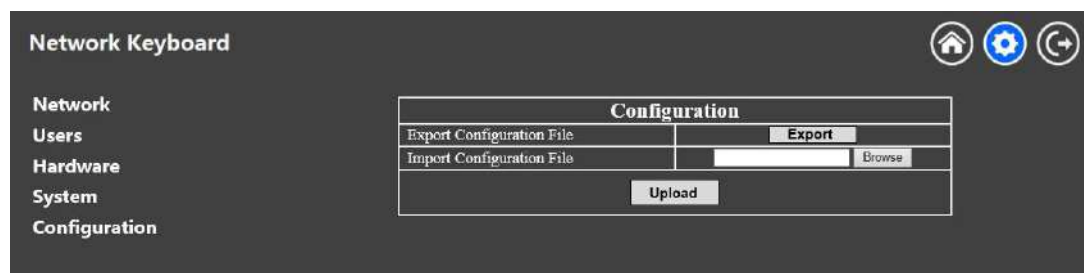 Network Keyboard
Network
Users
Hardware
System
Configuration
Configuration
Export Configuration File Export
Import Configuration File Browse
Upload